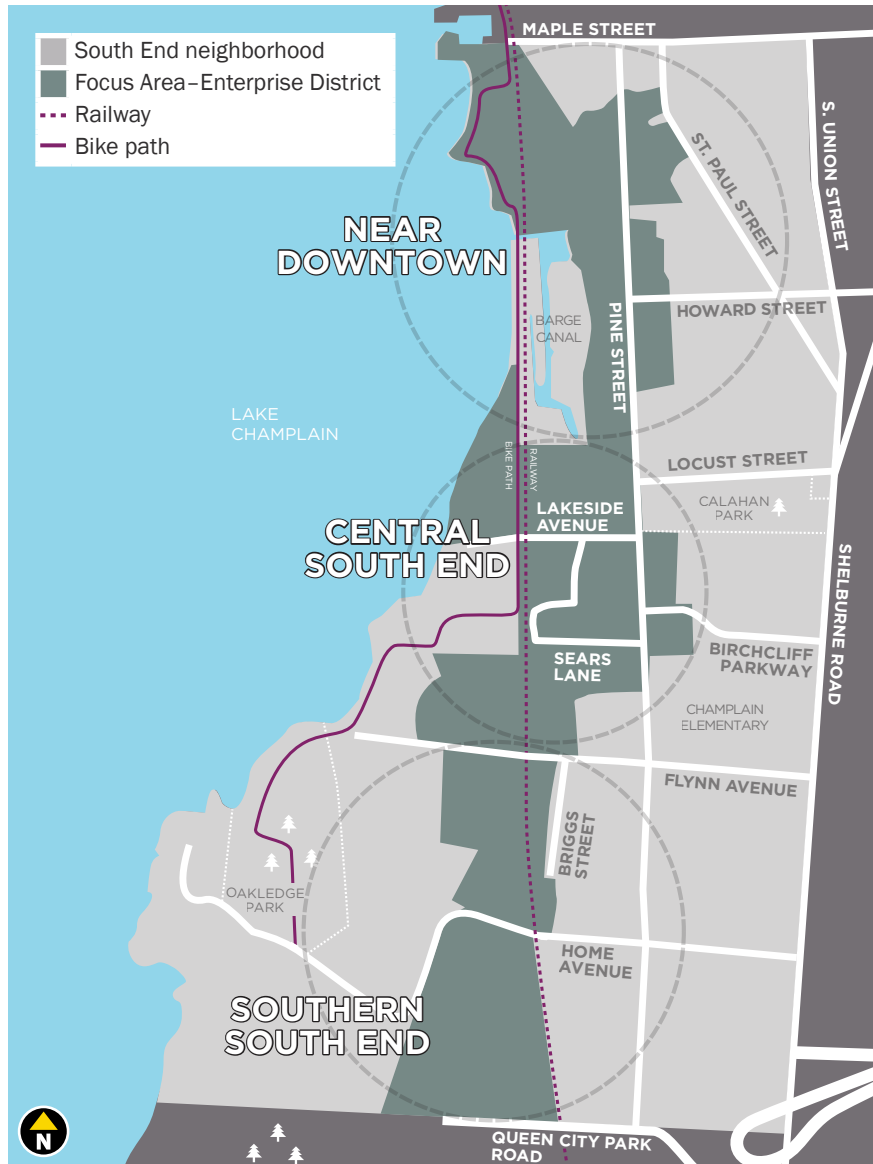 MAPLE STREET
South End neighborhood
Focus Area–Enterprise District
Railway
Bike path
S. UNION STREET
ST. PAUL STREET
NEAR
DOWNTOWN
HOWARD STREET
PINE STREET
BARGE
CANAL
LAKE
CHAMPLAIN
BIKE PATH
RAILWAY
LOCUST STREET
CALAHAN
PARK
LAKESIDE
AVENUE
CENTRAL
SOUTH END
SHELBURNE ROAD
BIRCHCLIFF
PARKWAY
SEARS
LANE
CHAMPLAIN
ELEMENTARY
FLYNN AVENUE
BRIGGS
STREET
OAKLEDGE
PARK
HOME
AVENUE
SOUTHERN
SOUTH END
N
QUEEN CITY PARK
ROAD